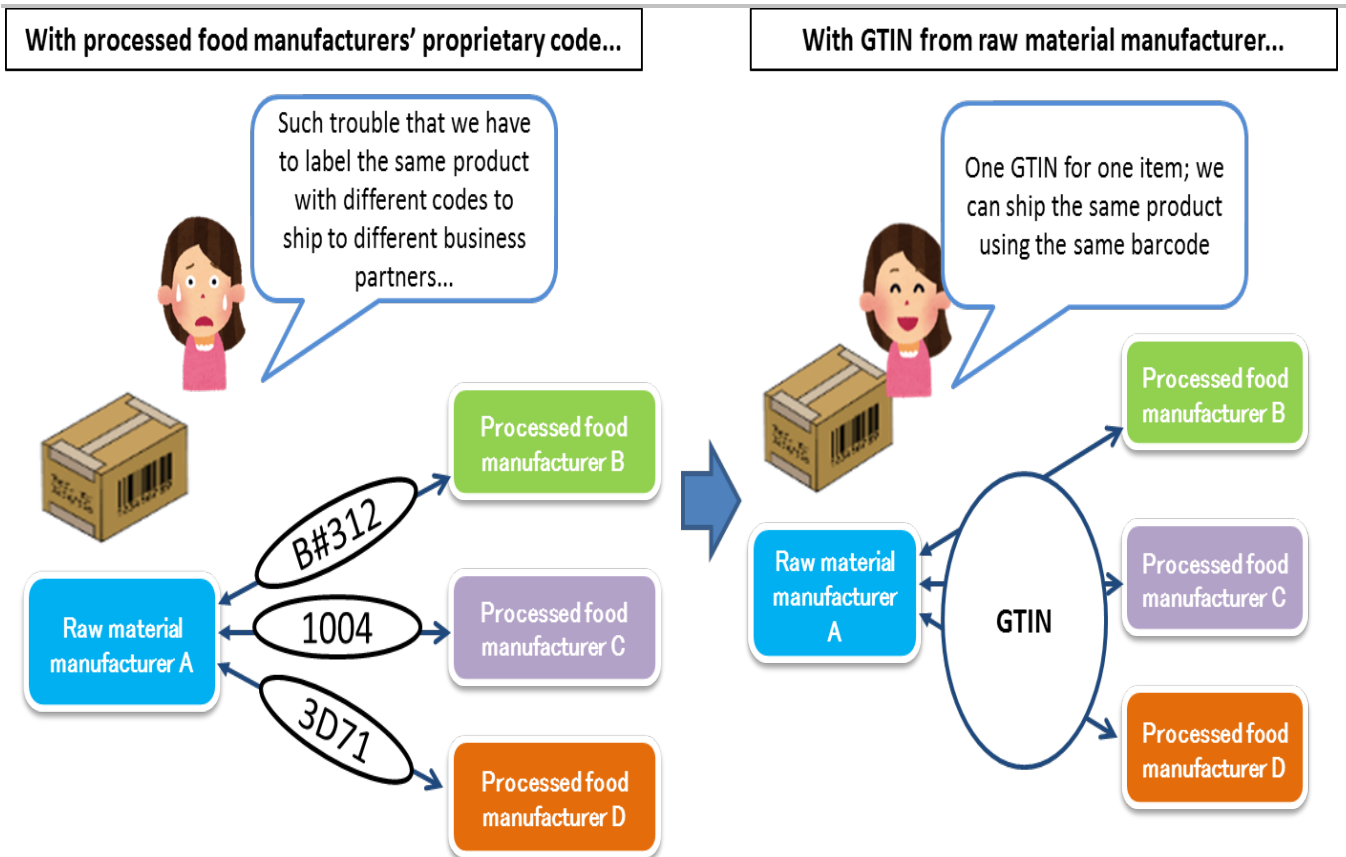 With processed food manufacturers' proprietary code...
Such trouble that we have
to label the same product
with different codes to
ship to different business
partners...
Processed food
manufacturer B
B#312
Raw material
manufacturer A
1004
Processed food
manufacturer C
3D71
Processed food
manufacturer D
With GTIN from raw material manufacturer...
One GTIN for one item; we
can ship the same product
using the same barcode
Processed food
manufacturer B
Raw material
manufacturer
A
GTIN
Processed food
manufacturer C
Processed food
manufacturer D